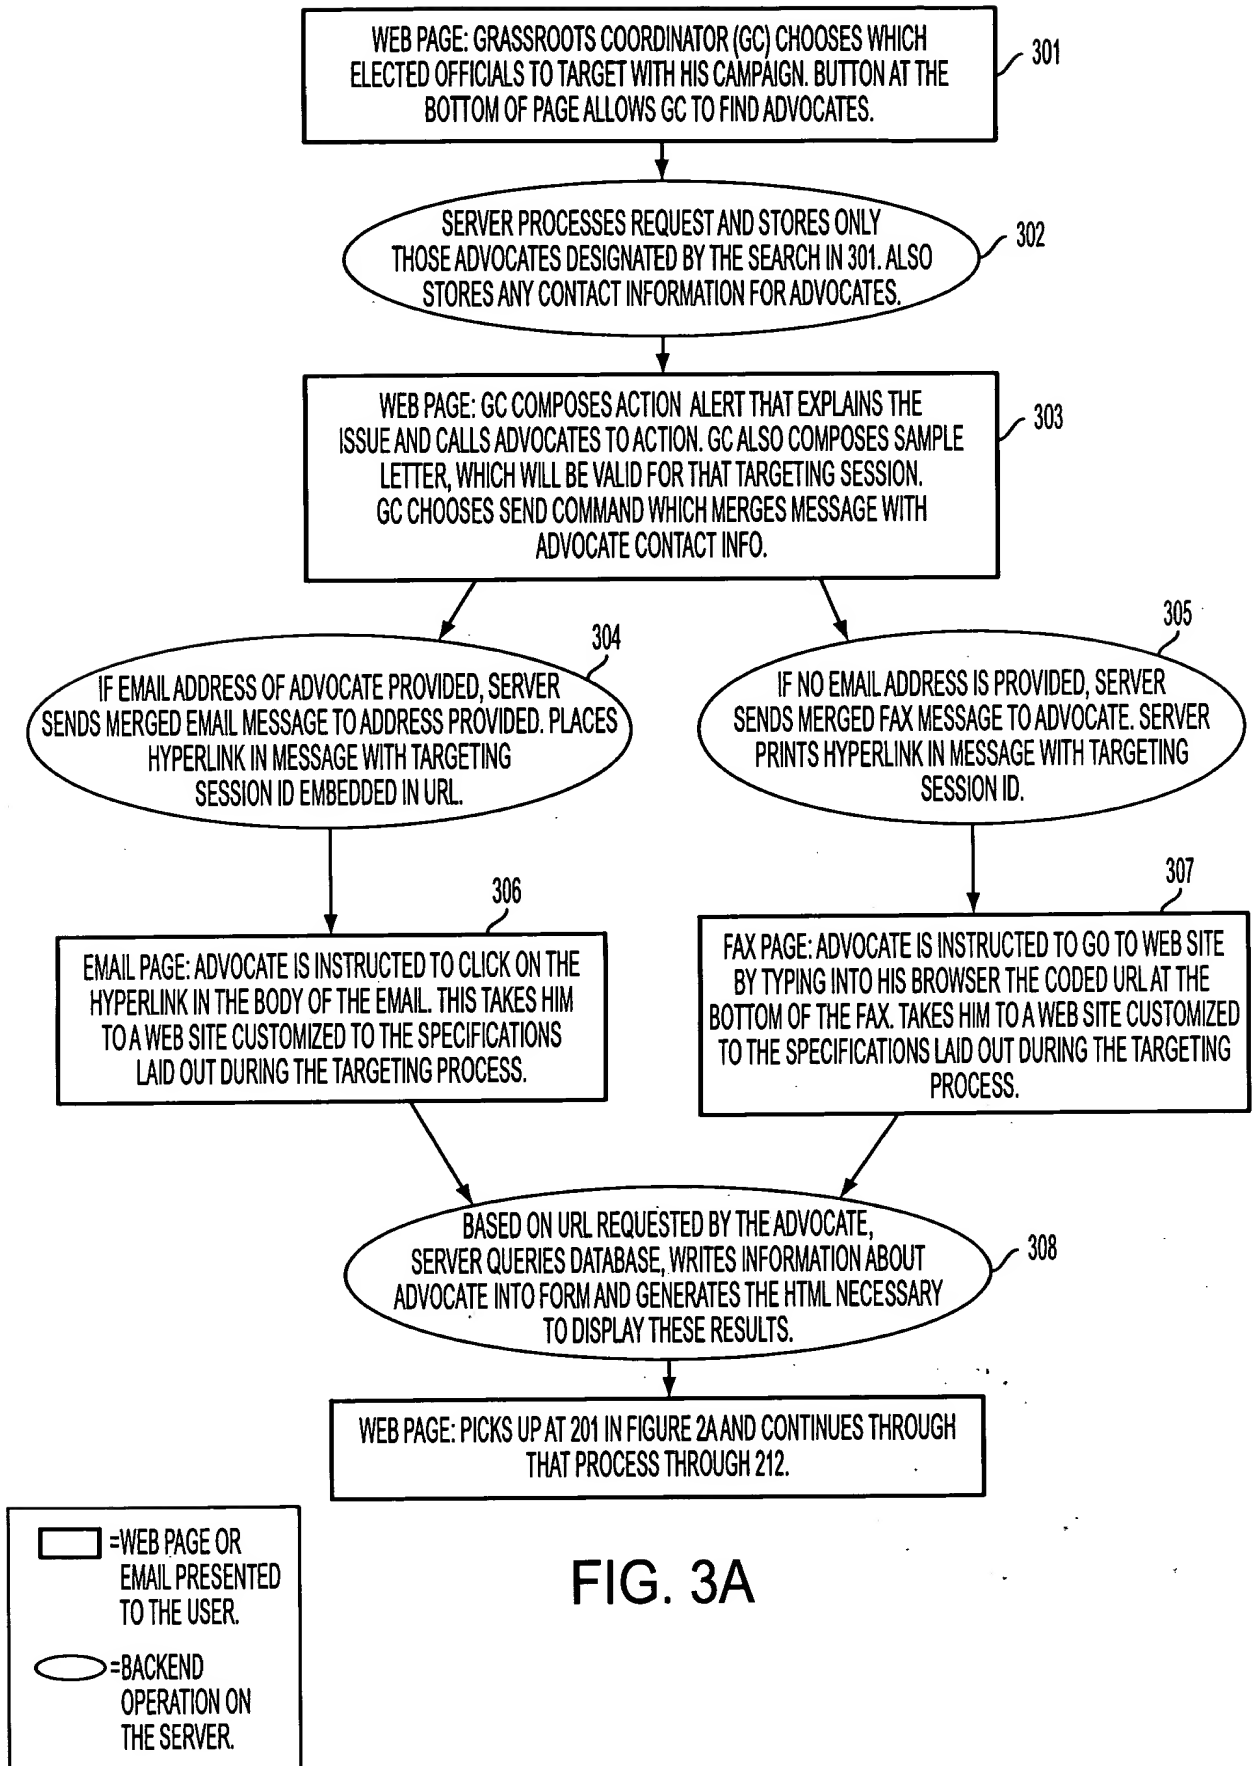 WEB PAGE: GRASSROOTS COORDINATOR (GC) CHOOSES WHICH
ELECTED OFFICIALS TO TARGET WITH HIS CAMPAIGN. BUTTON AT THE
BOTTOM OF PAGE ALLOWS GC TO FIND ADVOCATES.
301
SERVER PROCESSES REQUEST AND STORES ONLY
THOSE ADVOCATES DESIGNATED BY THE SEARCH IN 301. ALSO
STORES ANY CONTACT INFORMATION FOR ADVOCATES.
302
WEB PAGE: GC COMPOSES ACTION ALERT THAT EXPLAINS THE
ISSUE AND CALLS ADVOCATES TO ACTION. GC ALSO COMPOSES SAMPLE
LETTER, WHICH WILL BE VALID FOR THAT TARGETING SESSION.
GC CHOOSES SEND COMMAND WHICH MERGES MESSAGE WITH
ADVOCATE CONTACT INFO.
303
304
IF EMAIL ADDRESS OF ADVOCATE PROVIDED, SERVER
SENDS MERGED EMAIL MESSAGE TO ADDRESS PROVIDED. PLACES
HYPERLINK IN MESSAGE WITH TARGETING
SESSION ID EMBEDDED IN URL.
305
IF NO EMAIL ADDRESS IS PROVIDED, SERVER
SENDS MERGED FAX MESSAGE TO ADVOCATE. SERVER
PRINTS HYPERLINK IN MESSAGE WITH TARGETING
SESSION ID.
306
EMAIL PAGE: ADVOCATE IS INSTRUCTED TO CLICK ON THE
HYPERLINK IN THE BODY OF THE EMAIL. THIS TAKES HIM
TO A WEB SITE CUSTOMIZED TO THE SPECIFICATIONS
LAID OUT DURING THE TARGETING PROCESS.
307
FAX PAGE: ADVOCATE IS INSTRUCTED TO GO TO WEB SITE
BY TYPING INTO HIS BROWSER THE CODED URL AT THE
BOTTOM OF THE FAX. TAKES HIM TO A WEB SITE CUSTOMIZED
TO THE SPECIFICATIONS LAID OUT DURING THE TARGETING
PROCESS.
BASED ON URL REQUESTED BY THE ADVOCATE,
SERVER QUERIES DATABASE, WRITES INFORMATION ABOUT
ADVOCATE INTO FORM AND GENERATES THE HTML NECESSARY
TO DISPLAY THESE RESULTS.
308
WEB PAGE: PICKS UP AT 201 IN FIGURE 2A AND CONTINUES THROUGH
THAT PROCESS THROUGH 212.
=WEB PAGE OR
EMAIL PRESENTED
TO THE USER.
=BACKEND
OPERATION ON
THE SERVER.
FIG. 3A